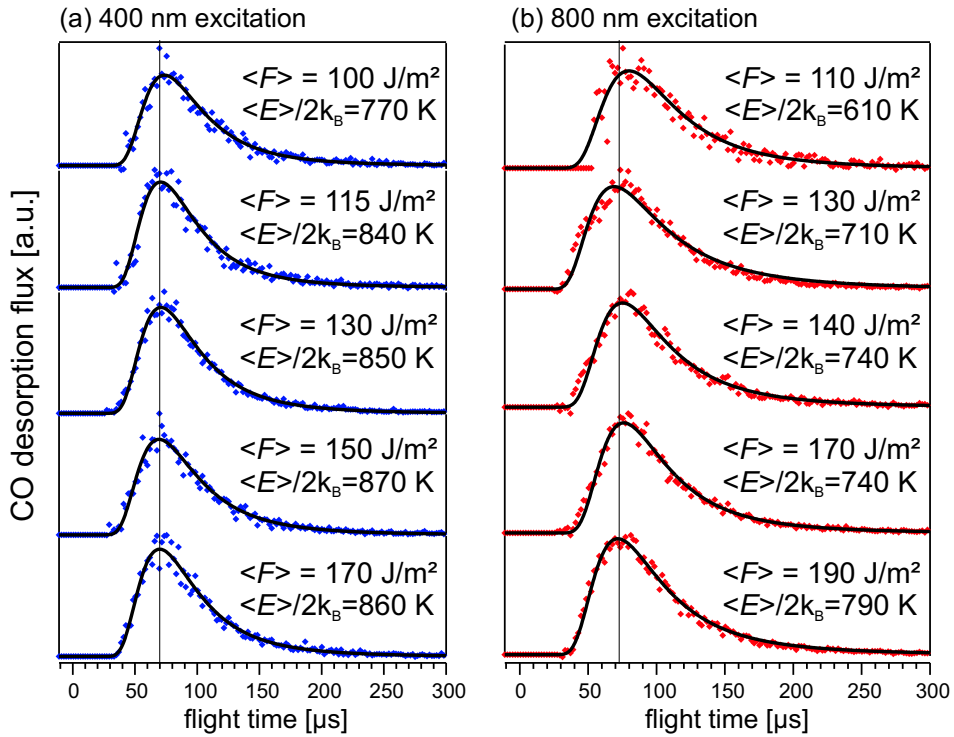 (a) 400 nm excitation
(b) 800 nm excitation
CO desorption flux [a.u.]
<F> = 100 J/m²
<E>/2k_B=770 K
<F> = 115 J/m²
<E>/2k_B=840 K
<F> = 130 J/m²
<E>/2k_B=850 K
<F> = 150 J/m²
<E>/2k_B=870 K
<F> = 170 J/m²
<E>/2k_B=860 K
0 50 100 150 200 250 300
flight time [µs]
<F> = 110 J/m²
<E>/2k_B=610 K
<F> = 130 J/m²
<E>/2k_B=710 K
<F> = 140 J/m²
<E>/2k_B=740 K
<F> = 170 J/m²
<E>/2k_B=740 K
<F> = 190 J/m²
<E>/2k_B=790 K
0 50 100 150 200 250 300
flight time [µs]